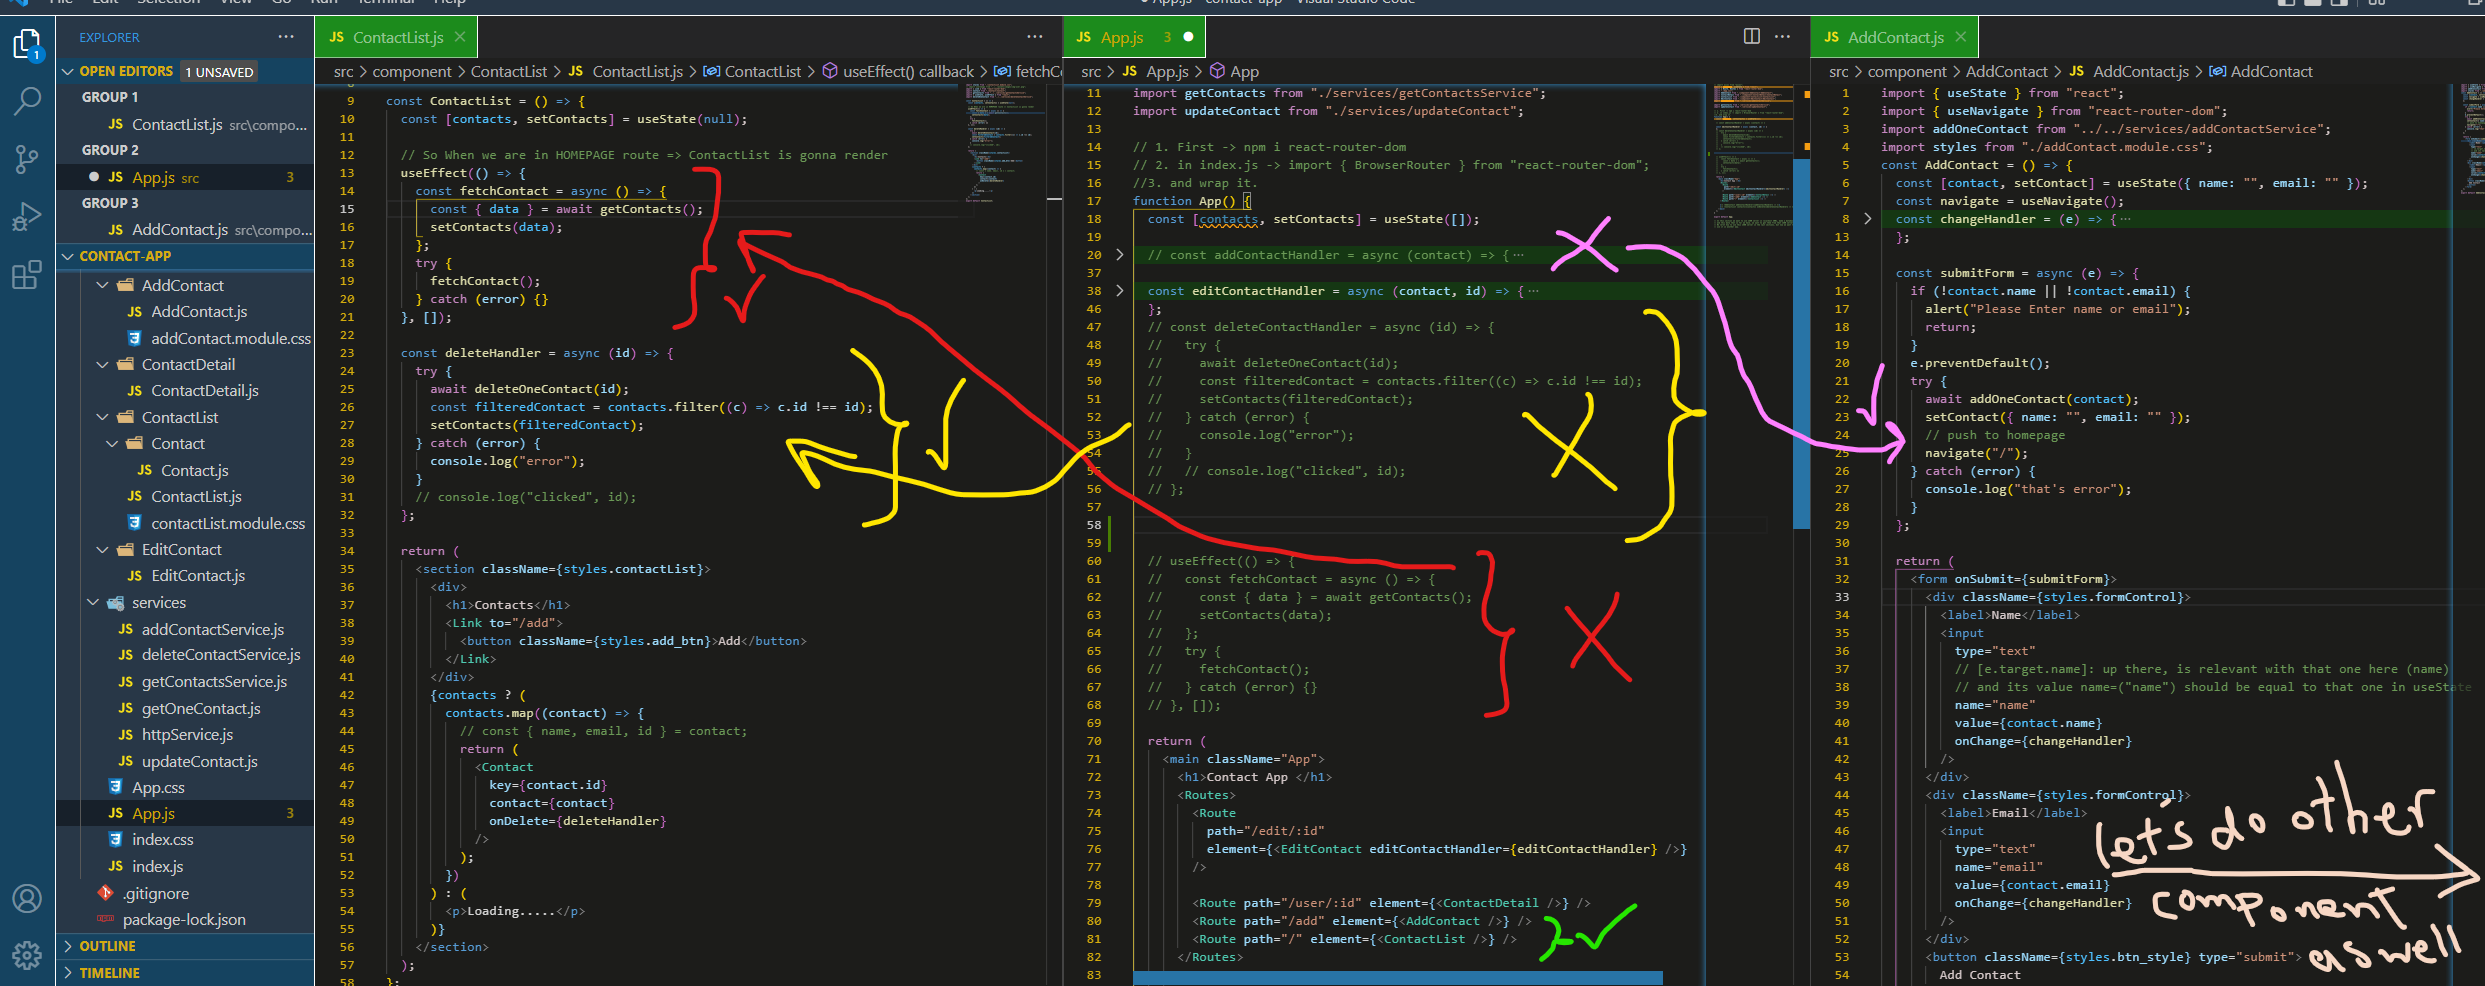 File Edit Selection View Go Run Terminal Help
App.js - contact-app - Visual Studio Code
EXPLORER
1
OPEN EDITORS 1 UNSAVED
GROUP 1
JS ContactList.js src\compo...
GROUP 2
JS App.js src 3
GROUP 3
JS AddContact.js src\compo...
CONTACT-APP
AddContact
JS AddContact.js
addContact.module.css
ContactDetail
JS ContactDetail.js
ContactList
Contact
JS Contact.js
JS ContactList.js
contactList.module.css
EditContact
JS EditContact.js
services
JS addContactService.js
JS deleteContactService.js
JS getContactsService.js
JS getOneContact.js
JS httpService.js
JS updateContact.js
App.css
JS App.js 3
index.css
JS index.js
.gitignore
package-lock.json
OUTLINE
TIMELINE
JS ContactList.js
src > component > ContactList > JS ContactList.js > ContactList > useEffect() callback >
9 const ContactList = () => {
10 const [contacts, setContacts] = useState(null);
11
12 // So When we are in HOMEPAGE route => ContactList is gonna render
13 useEffect(() => {
14 const fetchContact = async () => {
15 const { data } = await getContacts();
16 setContacts(data);
17 };
18 try {
19 fetchContact();
20 } catch (error) {}
21 }, []);
22
23 const deleteHandler = async (id) => {
24 try {
25 await deleteOneContact(id);
26 const filteredContact = contacts.filter((c) => c.id !== id);
27 setContacts(filteredContact);
28 } catch (error) {
29 console.log("error");
30 }
31 // console.log("clicked", id);
32 };
33
34 return (
35 <section className={styles.contactList}>
36 <div>
37 <h1>Contacts</h1>
38 <Link to="/add">
39 <button className={styles.add_btn}>Add</button>
40 </Link>
41 </div>
42 {contacts ? (
43 contacts.map((contact) => {
44 // const { name, email, id } = contact;
45 return (
46 <Contact
47 key={contact.id}
48 contact={contact}
49 onDelete={deleteHandler}
50 />
51 );
52 })
53 ) : (
54 <p>Loading.....</p>
55 )}
56 </section>
57 );
58 };
JS App.js 3
src > JS App.js > App
11 import getContacts from "./services/getContactsService";
12 import updateContact from "./services/updateContact";
13
14 // 1. First -> npm i react-router-dom
15 // 2. in index.js -> import { BrowserRouter } from "react-router-dom";
16 //3. and wrap it.
17 function App() {
18 const [contacts, setContacts] = useState([]);
19
20 // const addContactHandler = async (contact) => {...
37
38 const editContactHandler = async (contact, id) => {...
46 };
47 // const deleteContactHandler = async (id) => {
48 // try {
49 // await deleteOneContact(id);
50 // const filteredContact = contacts.filter((c) => c.id !== id);
51 // setContacts(filteredContact);
52 // } catch (error) {
53 // console.log("error");
54 // }
55 // // console.log("clicked", id);
56 // };
57
58
59
60 // useEffect(() => {
61 // const fetchContact = async () => {
62 // const { data } = await getContacts();
63 // setContacts(data);
64 // };
65 // try {
66 // fetchContact();
67 // } catch (error) {}
68 // }, []);
69
70 return (
71 <main className="App">
72 <h1>Contact App </h1>
73 <Routes>
74 <Route
75 path="/edit/:id"
76 element={<EditContact editContactHandler={editContactHandler} />}
77 />
78
79 <Route path="/user/:id" element={<ContactDetail />} />
80 <Route path="/add" element={<AddContact />} />
81 <Route path="/" element={<ContactList />} />
82 </Routes>
83
JS AddContact.js
src > component > AddContact > JS AddContact.js > AddContact
1 import { useState } from "react";
2 import { useNavigate } from "react-router-dom";
3 import addOneContact from "../../services/addContactService";
4 import styles from "./addContact.module.css";
5 const AddContact = () => {
6 const [contact, setContact] = useState({ name: "", email: "" });
7 const navigate = useNavigate();
8 const changeHandler = (e) => {...
13 };
14
15 const submitForm = async (e) => {
16 if (!contact.name || !contact.email) {
17 alert("Please Enter name or email");
18 return;
19 }
20 e.preventDefault();
21 try {
22 await addOneContact(contact);
23 setContact({ name: "", email: "" });
24 // push to homepage
25 navigate("/");
26 } catch (error) {
27 console.log("that's error");
28 }
29 };
30
31 return (
32 <form onSubmit={submitForm}>
33 <div className={styles.formControl}>
34 <label>Name</label>
35 <input
36 type="text"
37 // [e.target.name]: up there, is relevant with that one here (name)
38 // and its value name=("name") should be equal to that one in useState
39 name="name"
40 value={contact.name}
41 onChange={changeHandler}
42 />
43 </div>
44 <div className={styles.formControl}>
45 <label>Email</label>
46 <input
47 type="text"
48 name="email"
49 value={contact.email}
50 onChange={changeHandler}
51 />
52 </div>
53 <button className={styles.btn_style} type="submit">
54 Add Contact
let's do other
component
as well